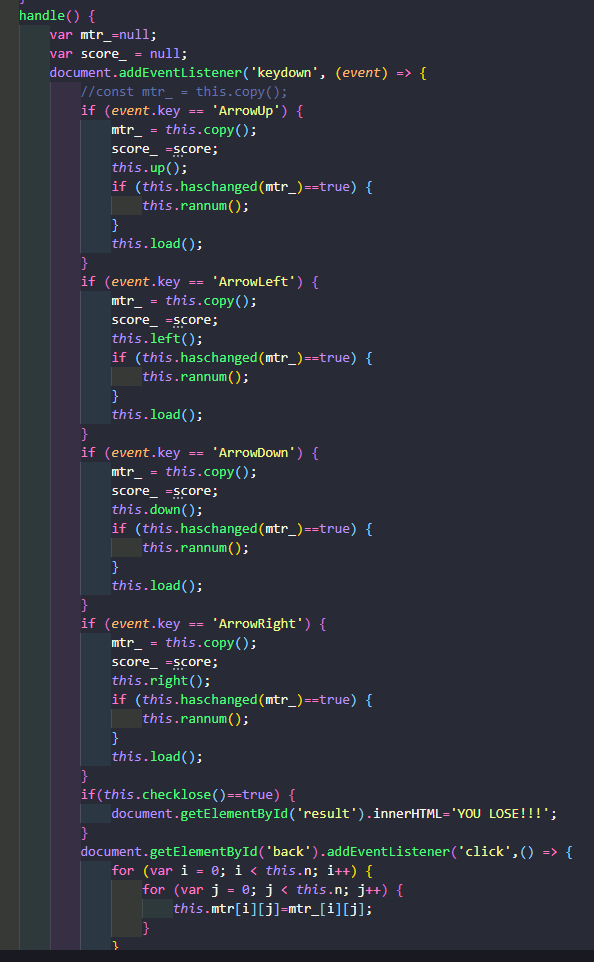 }
handle() {
var mtr_=null;
var score_ = null;
document.addEventListener('keydown', (event) => {
//const mtr_ = this.copy();
if (event.key == 'ArrowUp') {
mtr_ = this.copy();
score_ =score;
this.up();
if (this.haschanged(mtr_)==true) {
this.rannum();
}
this.load();
}
if (event.key == 'ArrowLeft') {
mtr_ = this.copy();
score_ =score;
this.left();
if (this.haschanged(mtr_)==true) {
this.rannum();
}
this.load();
}
if (event.key == 'ArrowDown') {
mtr_ = this.copy();
score_ =score;
this.down();
if (this.haschanged(mtr_)==true) {
this.rannum();
}
this.load();
}
if (event.key == 'ArrowRight') {
mtr_ = this.copy();
score_ =score;
this.right();
if (this.haschanged(mtr_)==true) {
this.rannum();
}
this.load();
}
if(this.checklose()==true) {
document.getElementById('result').innerHTML='YOU LOSE!!!';
}
document.getElementById('back').addEventListener('click',() => {
for (var i = 0; i < this.n; i++) {
for (var j = 0; j < this.n; j++) {
this.mtr[i][j]=mtr_[i][j];
}
}